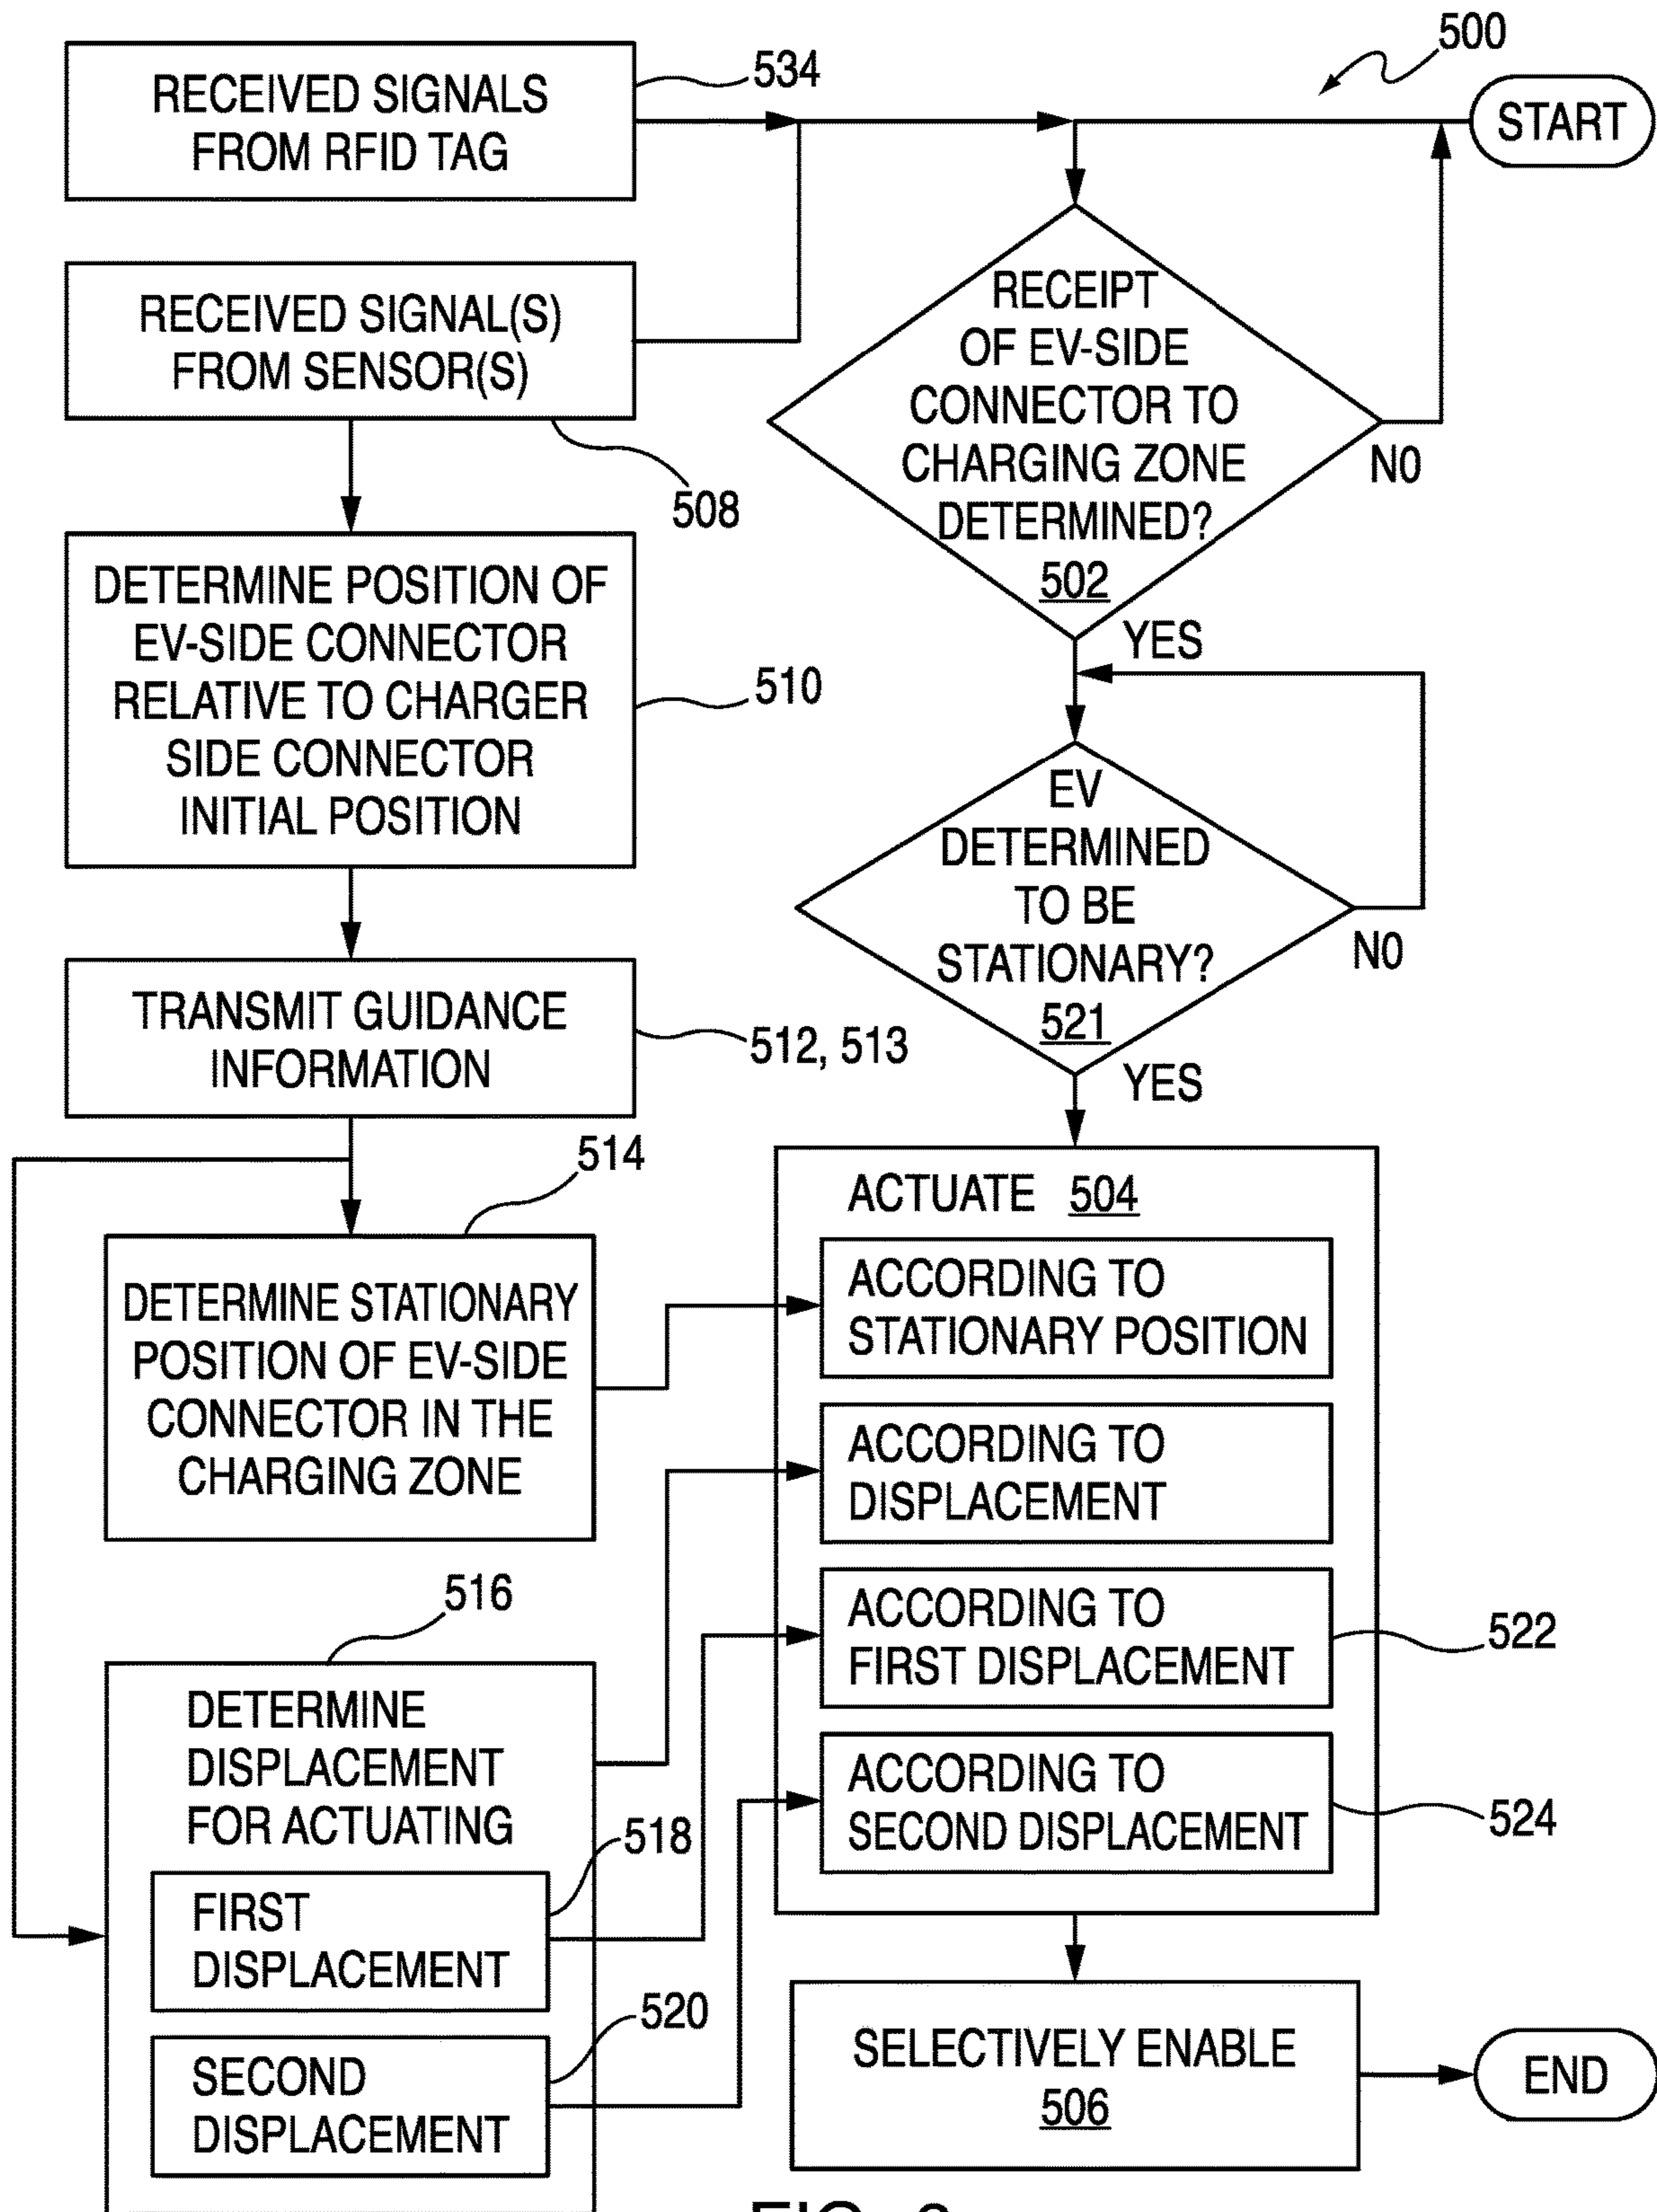 500
START
RECEIVED SIGNALS
FROM RFID TAG
534
RECEIVED SIGNAL(S)
FROM SENSOR(S)
508
RECEIPT
OF EV-SIDE
CONNECTOR TO
CHARGING ZONE
DETERMINED?
502
NO
YES
DETERMINE POSITION OF
EV-SIDE CONNECTOR
RELATIVE TO CHARGER
SIDE CONNECTOR
INITIAL POSITION
510
EV
DETERMINED
TO BE
STATIONARY?
521
NO
YES
TRANSMIT GUIDANCE
INFORMATION
512, 513
514
DETERMINE STATIONARY
POSITION OF EV-SIDE
CONNECTOR IN THE
CHARGING ZONE
ACTUATE 504
ACCORDING TO
STATIONARY POSITION
ACCORDING TO
DISPLACEMENT
ACCORDING TO
FIRST DISPLACEMENT
522
ACCORDING TO
SECOND DISPLACEMENT
524
516
DETERMINE
DISPLACEMENT
FOR ACTUATING
518
FIRST
DISPLACEMENT
520
SECOND
DISPLACEMENT
SELECTIVELY ENABLE
506
END
FIG.